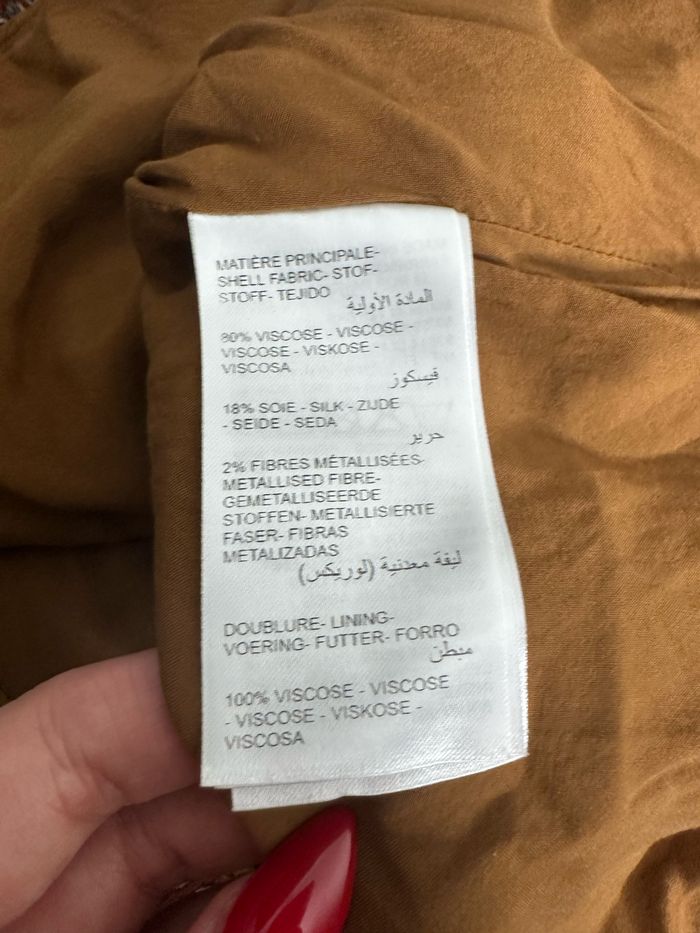 MATIÈRE PRINCIPALE-
SHELL FABRIC- STOF-
STOFF- TEJIDO
المادة الأولية
80% VISCOSE - VISCOSE -
VISCOSE - VISKOSE -
VISCOSA
فيسكوز
18% SOIE - SILK - ZIJDE
- SEIDE - SEDA
حرير
2% FIBRES MÉTALLISÉES-
METALLISED FIBRE-
GEMETALLISEERDE
STOFFEN- METALLISIERTE
FASER- FIBRAS
METALIZADAS
ليفة معدنية (لوريكس)
DOUBLURE- LINING-
VOERING- FUTTER- FORRO
مبطن
100% VISCOSE - VISCOSE
- VISCOSE - VISKOSE -
VISCOSA